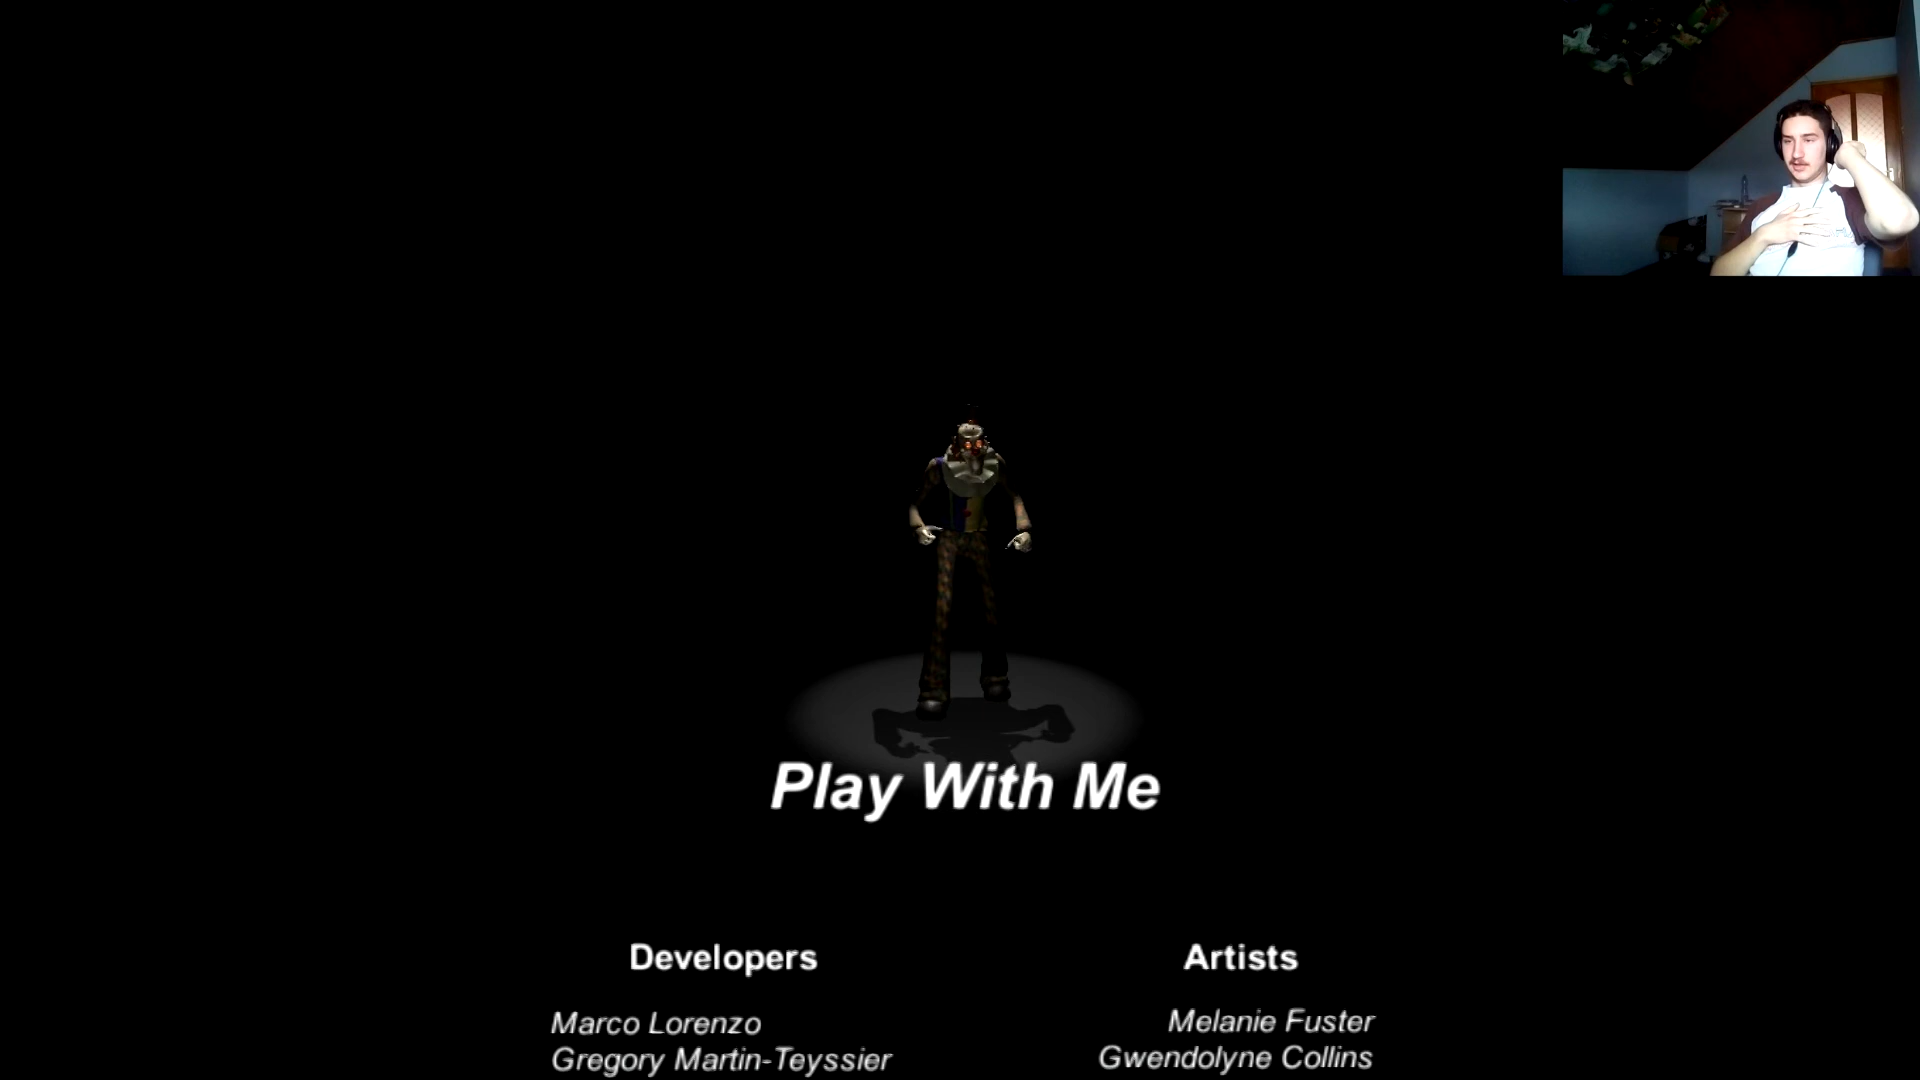 Play With Me
Developers
Marco Lorenzo
Gregory Martin-Teyssier
Artists
Melanie Fuster
Gwendolyne Collins